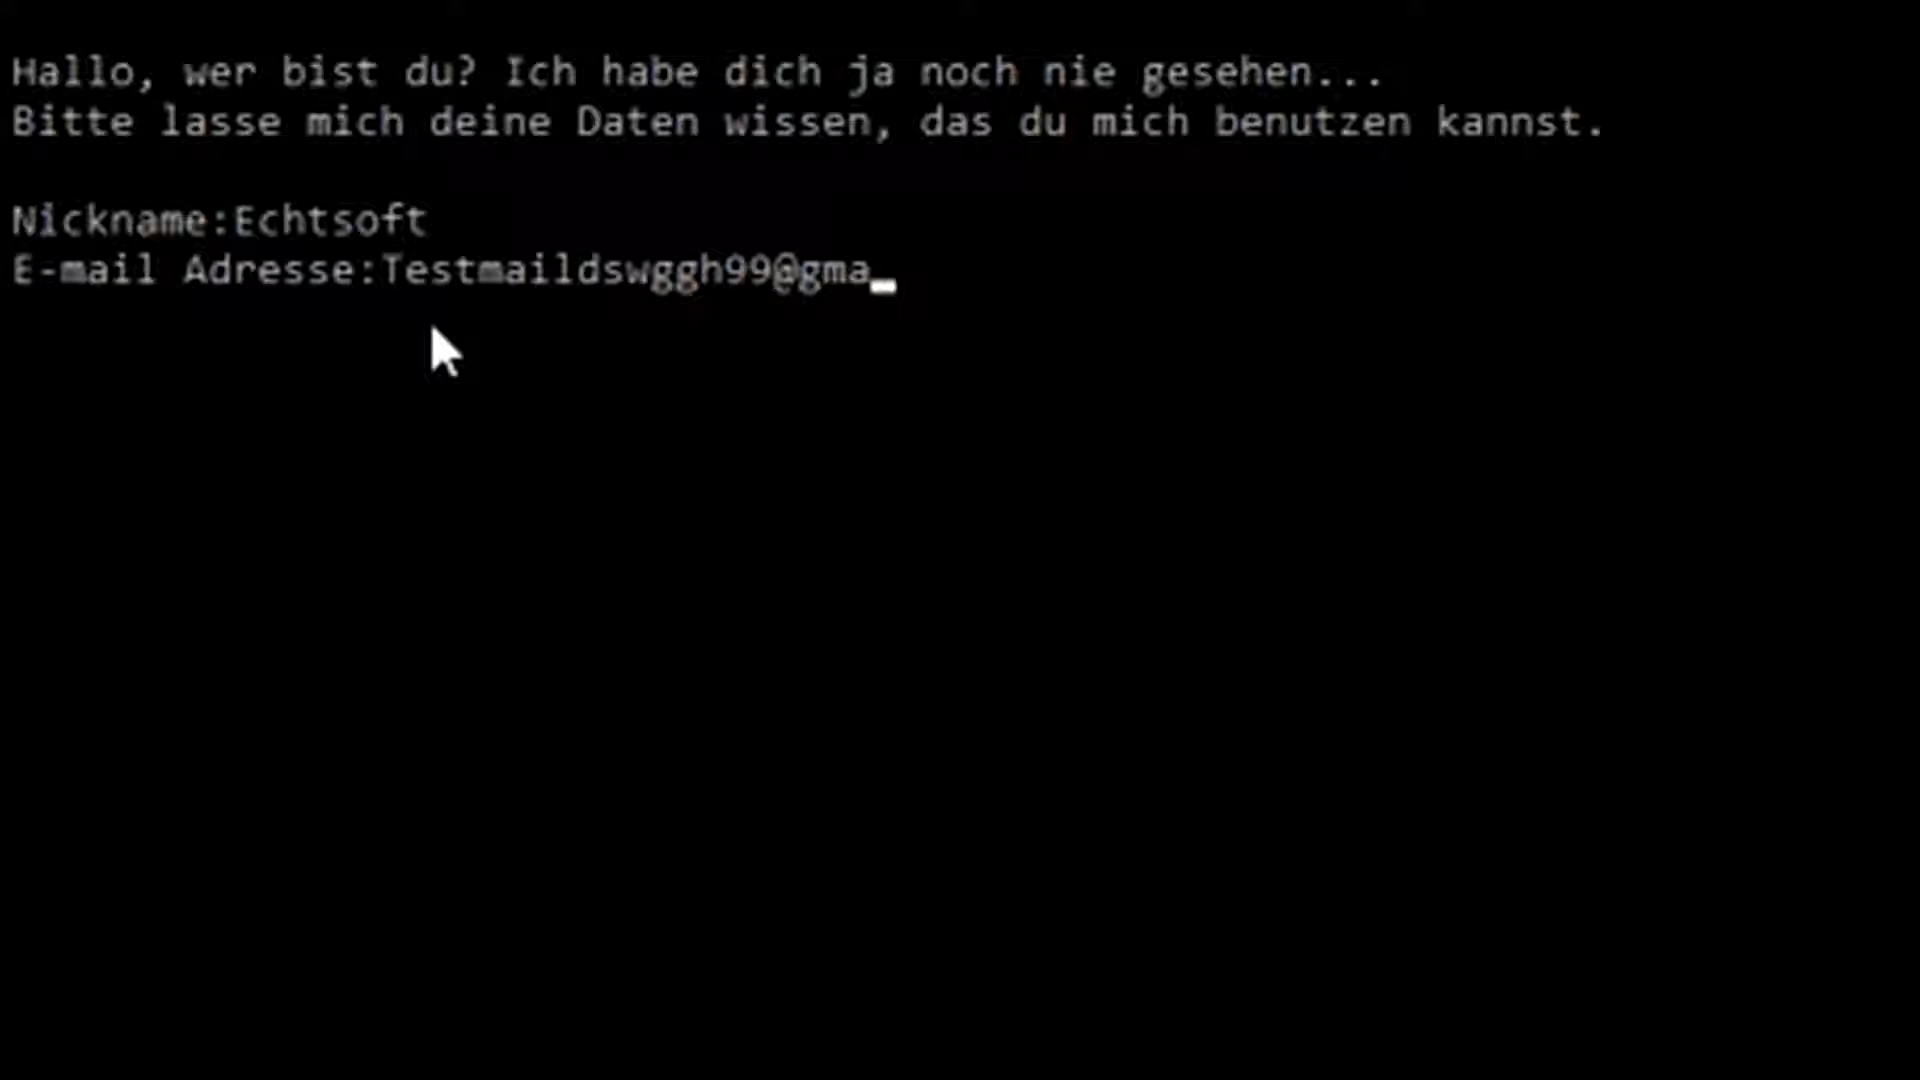 Hallo, wer bist du? Ich habe dich ja noch nie gesehen...
Bitte lasse mich deine Daten wissen, das du mich benutzen kannst.
Nickname:Echtsoft
E-mail Adresse:Testmaildswggh99@gma